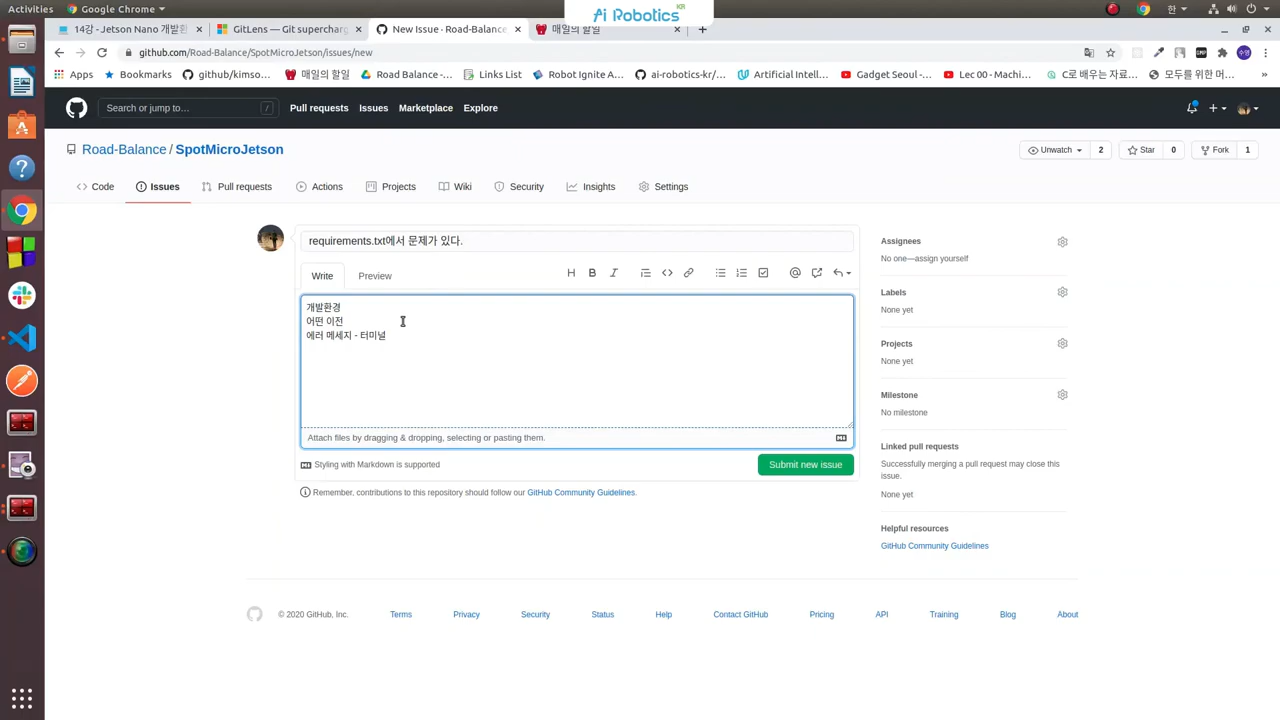 Activities
Google Chrome
Ai Robotics KR
한
14강 - Jetson Nano 개발환
GitLens — Git supercharg
New Issue · Road-Balance
매일의 할일
github.com/Road-Balance/SpotMicroJetson/issues/new
수영
Apps
Bookmarks
github/kimso...
매일의 할일
Road Balance -...
Links List
Robot Ignite A...
ai-robotics-kr/...
Artificial Intell...
Gadget Seoul -...
Lec 00 - Machi...
C로 배우는 자료...
모두를 위한 머...
»
Search or jump to...
/
Pull requests
Issues
Marketplace
Explore
Road-Balance / SpotMicroJetson
Unwatch
2
Star
0
Fork
1
Code
Issues
Pull requests
Actions
Projects
Wiki
Security
Insights
Settings
requirements.txt에서 문제가 있다.
Write
Preview
개발환경
어떤 이전
에러 메세지 - 터미널
Attach files by dragging & dropping, selecting or pasting them.
Styling with Markdown is supported
Submit new issue
Remember, contributions to this repository should follow our GitHub Community Guidelines.
Assignees
No one—assign yourself
Labels
None yet
Projects
None yet
Milestone
No milestone
Linked pull requests
Successfully merging a pull request may close this
issue.
None yet
Helpful resources
GitHub Community Guidelines
© 2020 GitHub, Inc.
Terms
Privacy
Security
Status
Help
Contact GitHub
Pricing
API
Training
Blog
About